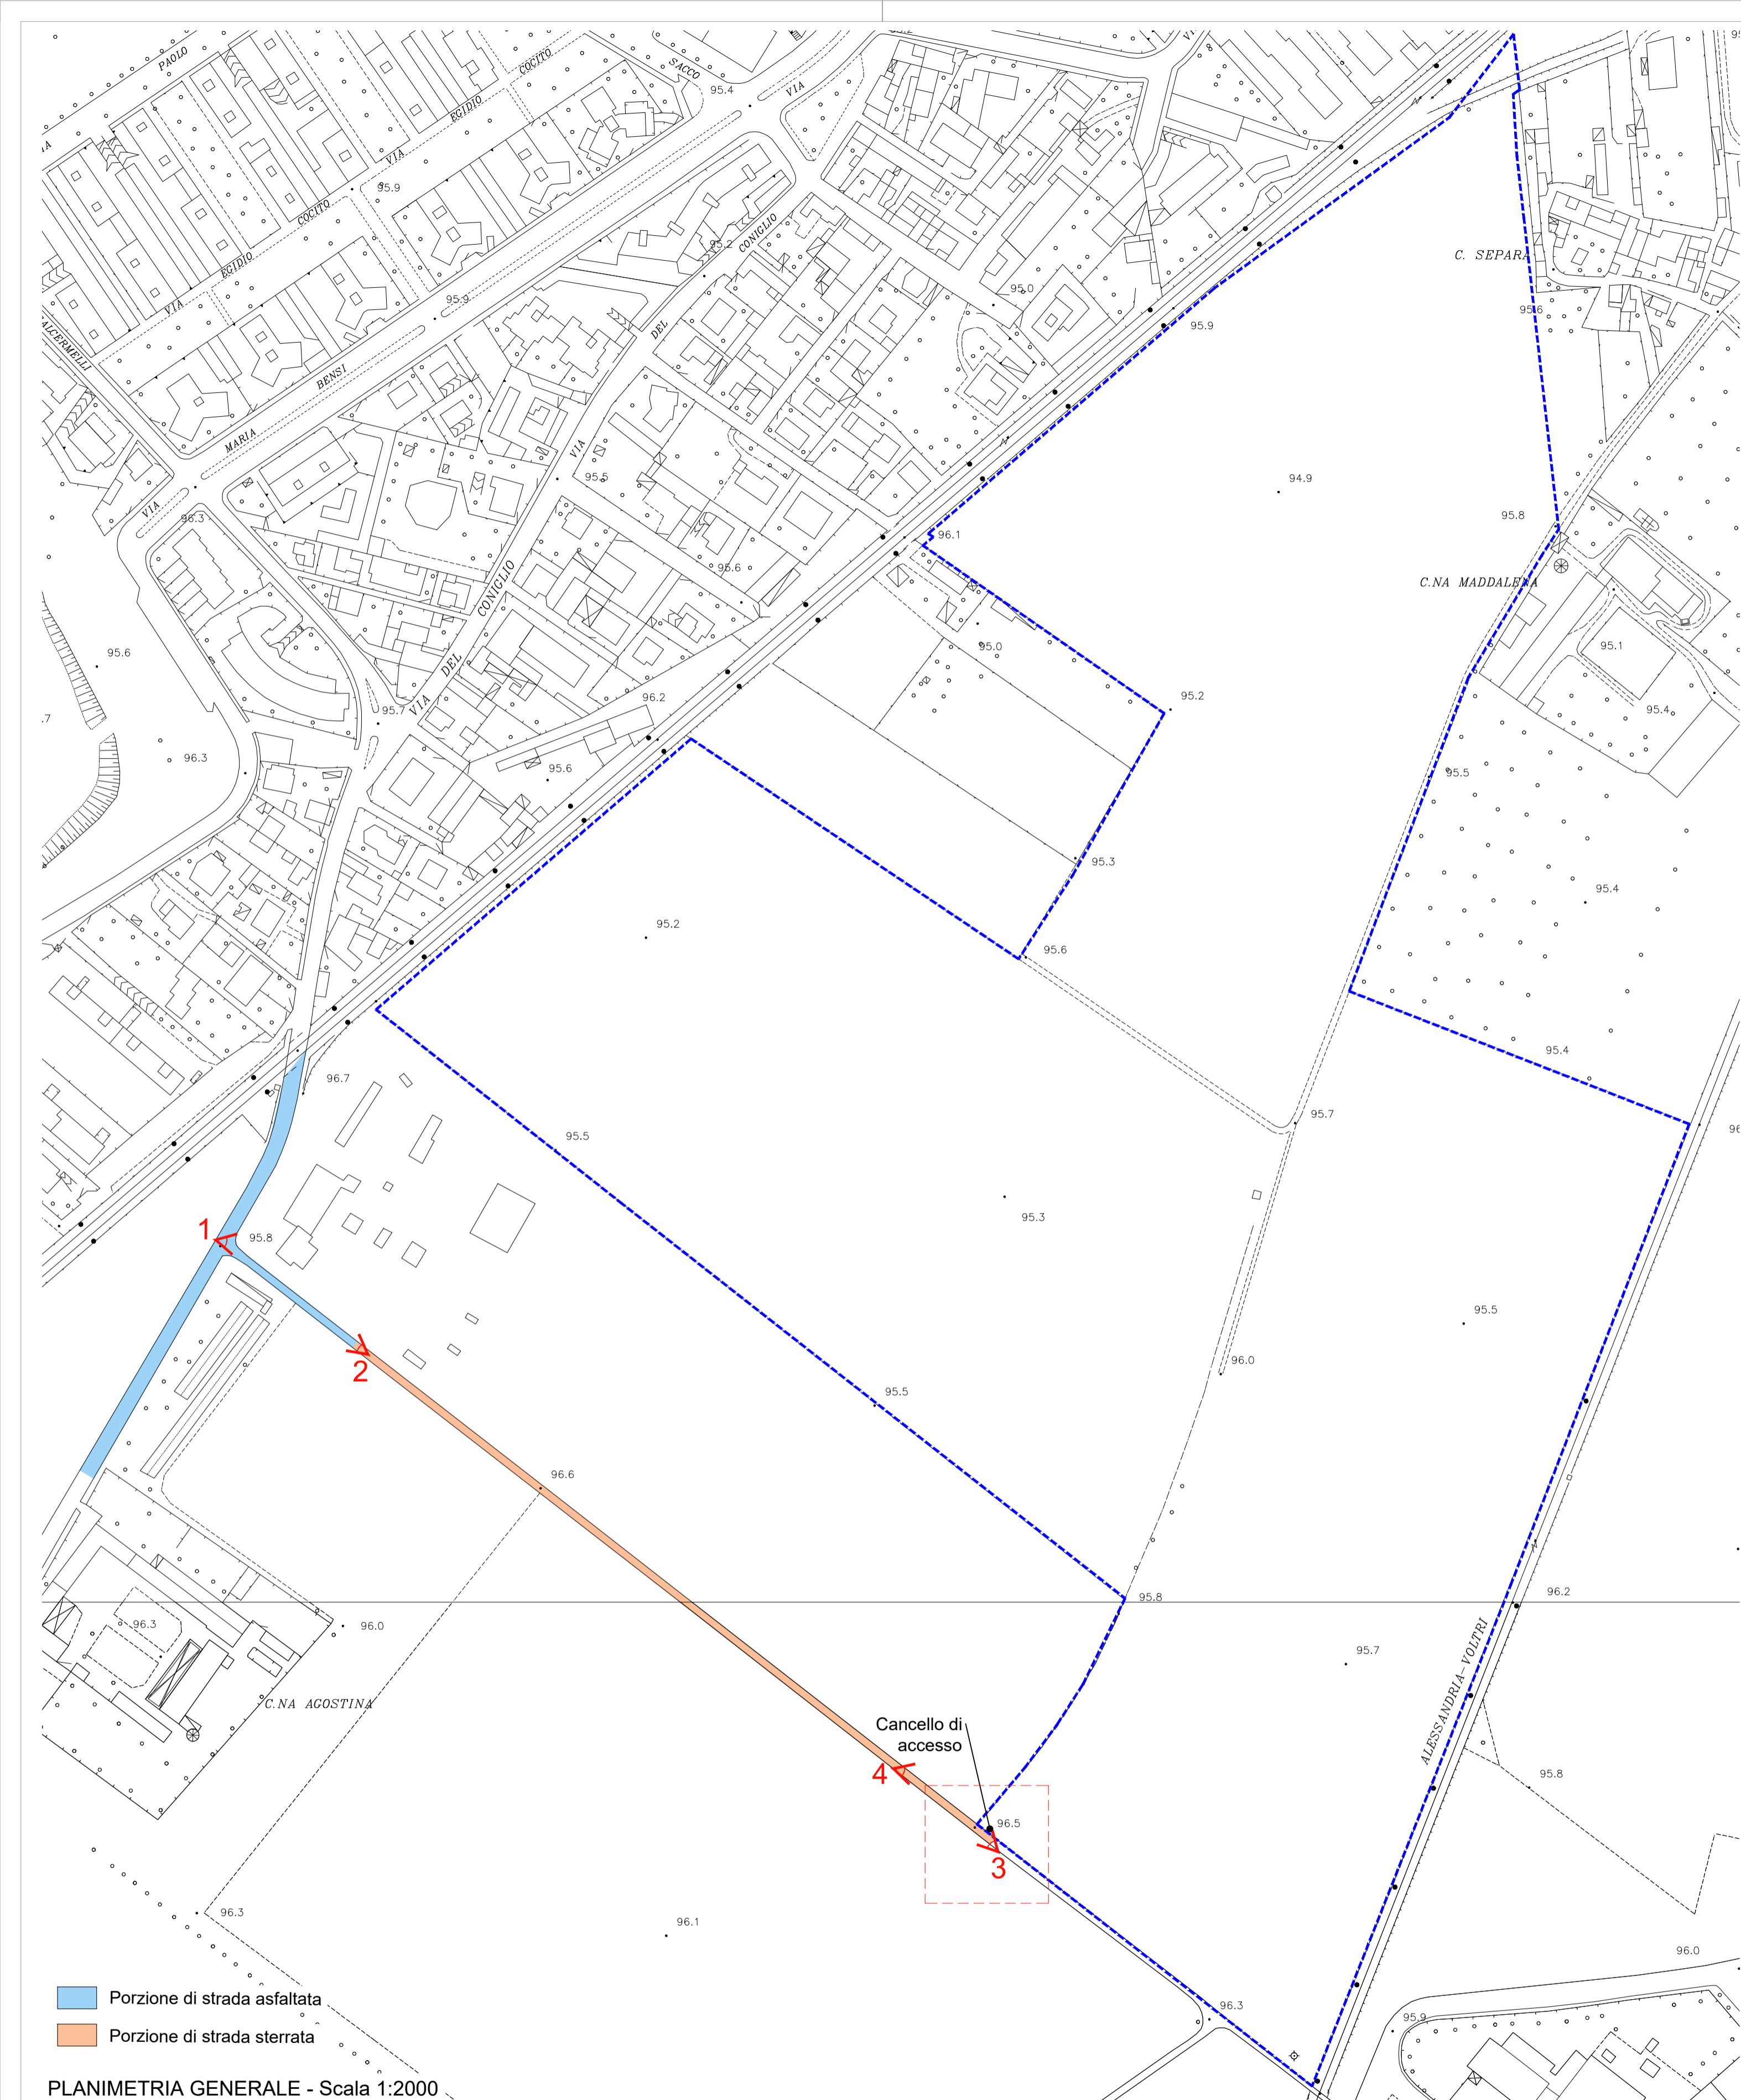 PAOLO
COCITO
EGIDIO
VIA
SACCO
95.4
VIA
95.9
COCITO
EGIDIO
VIA
95.2
CONIGLIO
DEL
95.9
C. SEPARA
95.0
95.9
95.6
ALCERMELLI
BENSI
MARIA
VIA
VIA
96.3
95.5
94.9
95.8
96.1
CONIGLIO
96.6
C.NA MADDALENA
95.6
95.0
95.1
DEL
VIA
96.2
95.2
95.4
95.7
.7
96.3
95.6
95.5
95.3
95.4
95.2
95.6
95.4
96.7
95.7
95.5
95.3
1
95.8
95.5
2
96.0
95.5
96.6
95.8
96.2
96.3
96.0
95.7
ALESSANDRIA-VOLTRI
C.NA AGOSTINA
Cancello di
accesso
4
95.8
96.5
3
96.3
96.1
96.0
Porzione di strada asfaltata
96.3
95.9
Porzione di strada sterrata
PLANIMETRIA GENERALE - Scala 1:2000